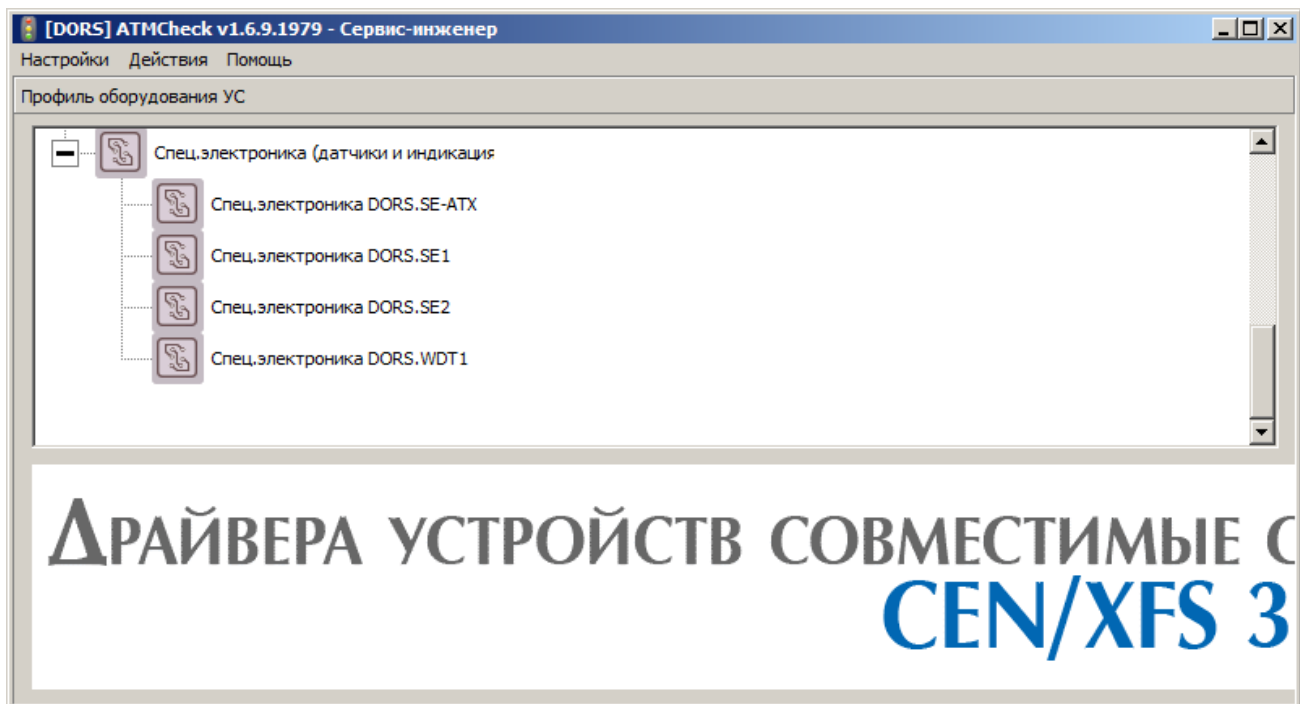 [DORS] ATMCheck v1.6.9.1979 - Сервис-инженер
Настройки Действия Помощь
Профиль оборудования УС
Спец.электроника (датчики и индикация
Спец.электроника DORS.SE-ATX
Спец.электроника DORS.SE1
Спец.электроника DORS.SE2
Спец.электроника DORS.WDT1
Драйвера устройств совместимые с
CEN/XFS 3